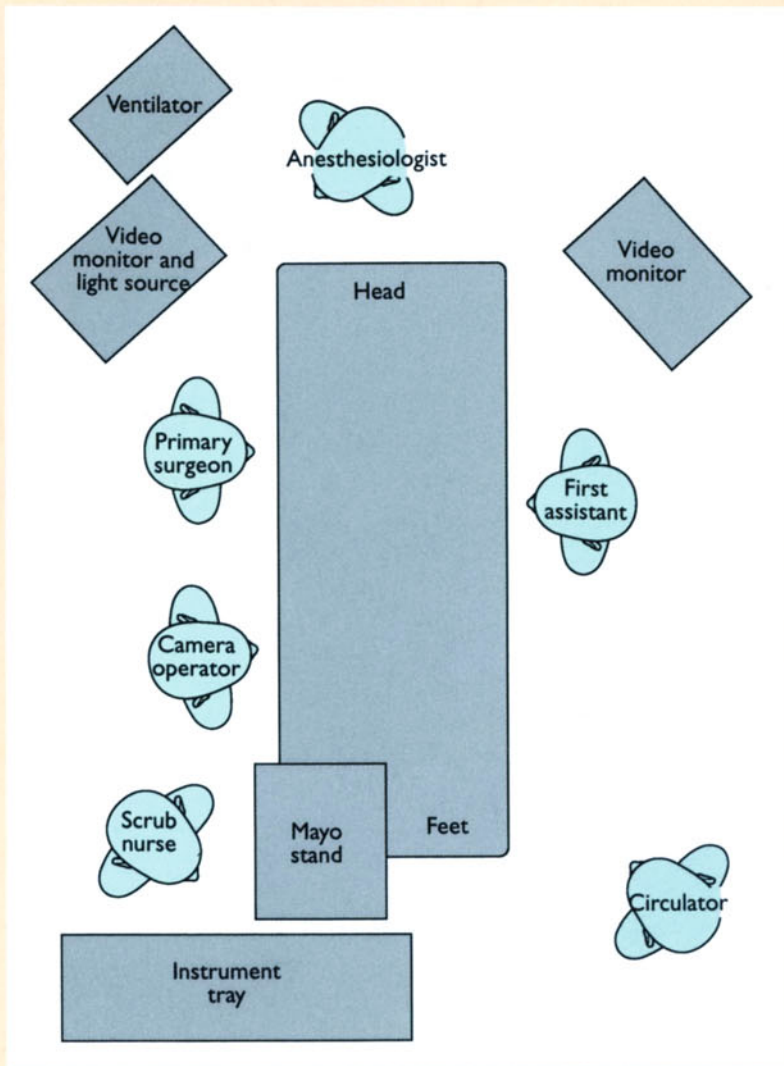 Ventilator
Anesthesiologist
Video
monitor and
light source
Video
monitor
Head
Primary
surgeon
First
assistant
Camera
operator
Scrub
nurse
Mayo
stand
Feet
Circulator
Instrument
tray